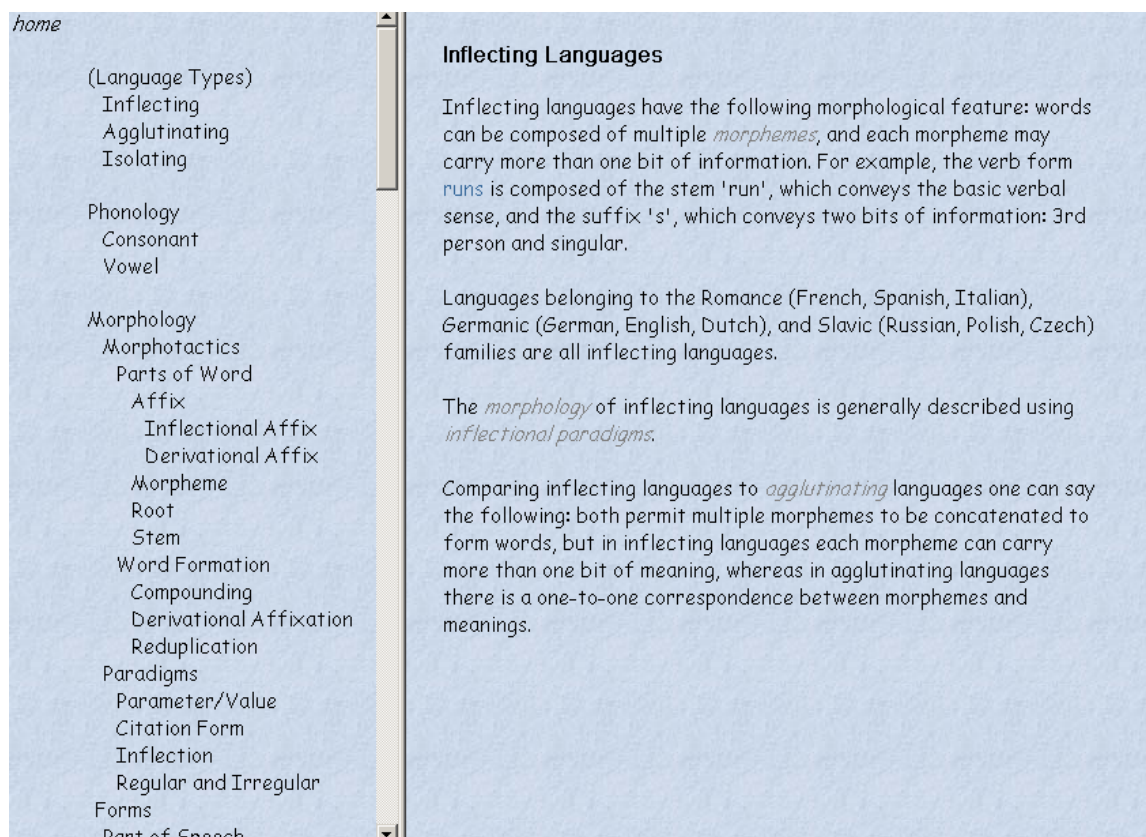 home
(Language Types)
Inflecting
Agglutinating
Isolating
Phonology
Consonant
Vowel
Morphology
Morphotactics
Parts of Word
Affix
Inflectional Affix
Derivational Affix
Morpheme
Root
Stem
Word Formation
Compounding
Derivational Affixation
Reduplication
Paradigms
Parameter/Value
Citation Form
Inflection
Regular and Irregular
Forms
Part of Speech
Inflecting Languages
Inflecting languages have the following morphological feature: words
can be composed of multiple morphemes, and each morpheme may
carry more than one bit of information. For example, the verb form
runs is composed of the stem 'run', which conveys the basic verbal
sense, and the suffix 's', which conveys two bits of information: 3rd
person and singular.
Languages belonging to the Romance (French, Spanish, Italian),
Germanic (German, English, Dutch), and Slavic (Russian, Polish, Czech)
families are all inflecting languages.
The morphology of inflecting languages is generally described using
inflectional paradigms.
Comparing inflecting languages to agglutinating languages one can say
the following: both permit multiple morphemes to be concatenated to
form words, but in inflecting languages each morpheme can carry
more than one bit of meaning, whereas in agglutinating languages
there is a one-to-one correspondence between morphemes and
meanings.